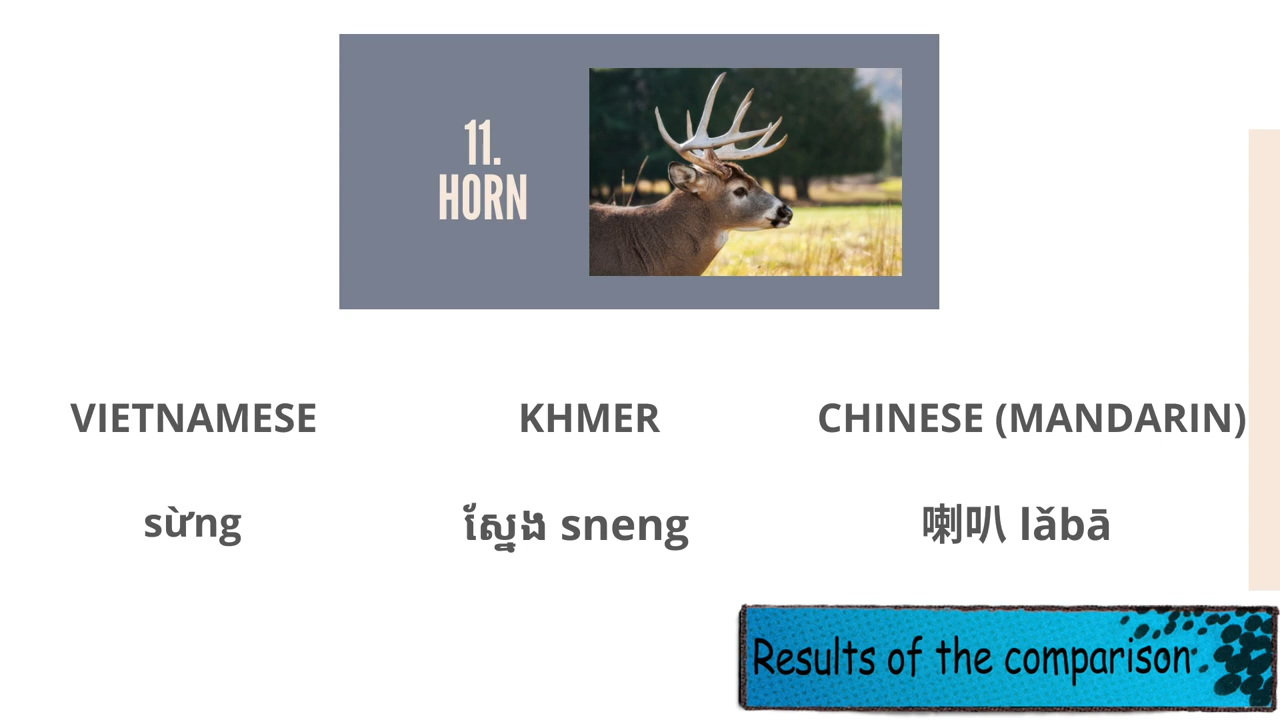 11.
HORN
VIETNAMESE
KHMER
CHINESE (MANDARIN)
sừng
ស្នែង sneng
喇叭 lǎbā
Results of the comparison